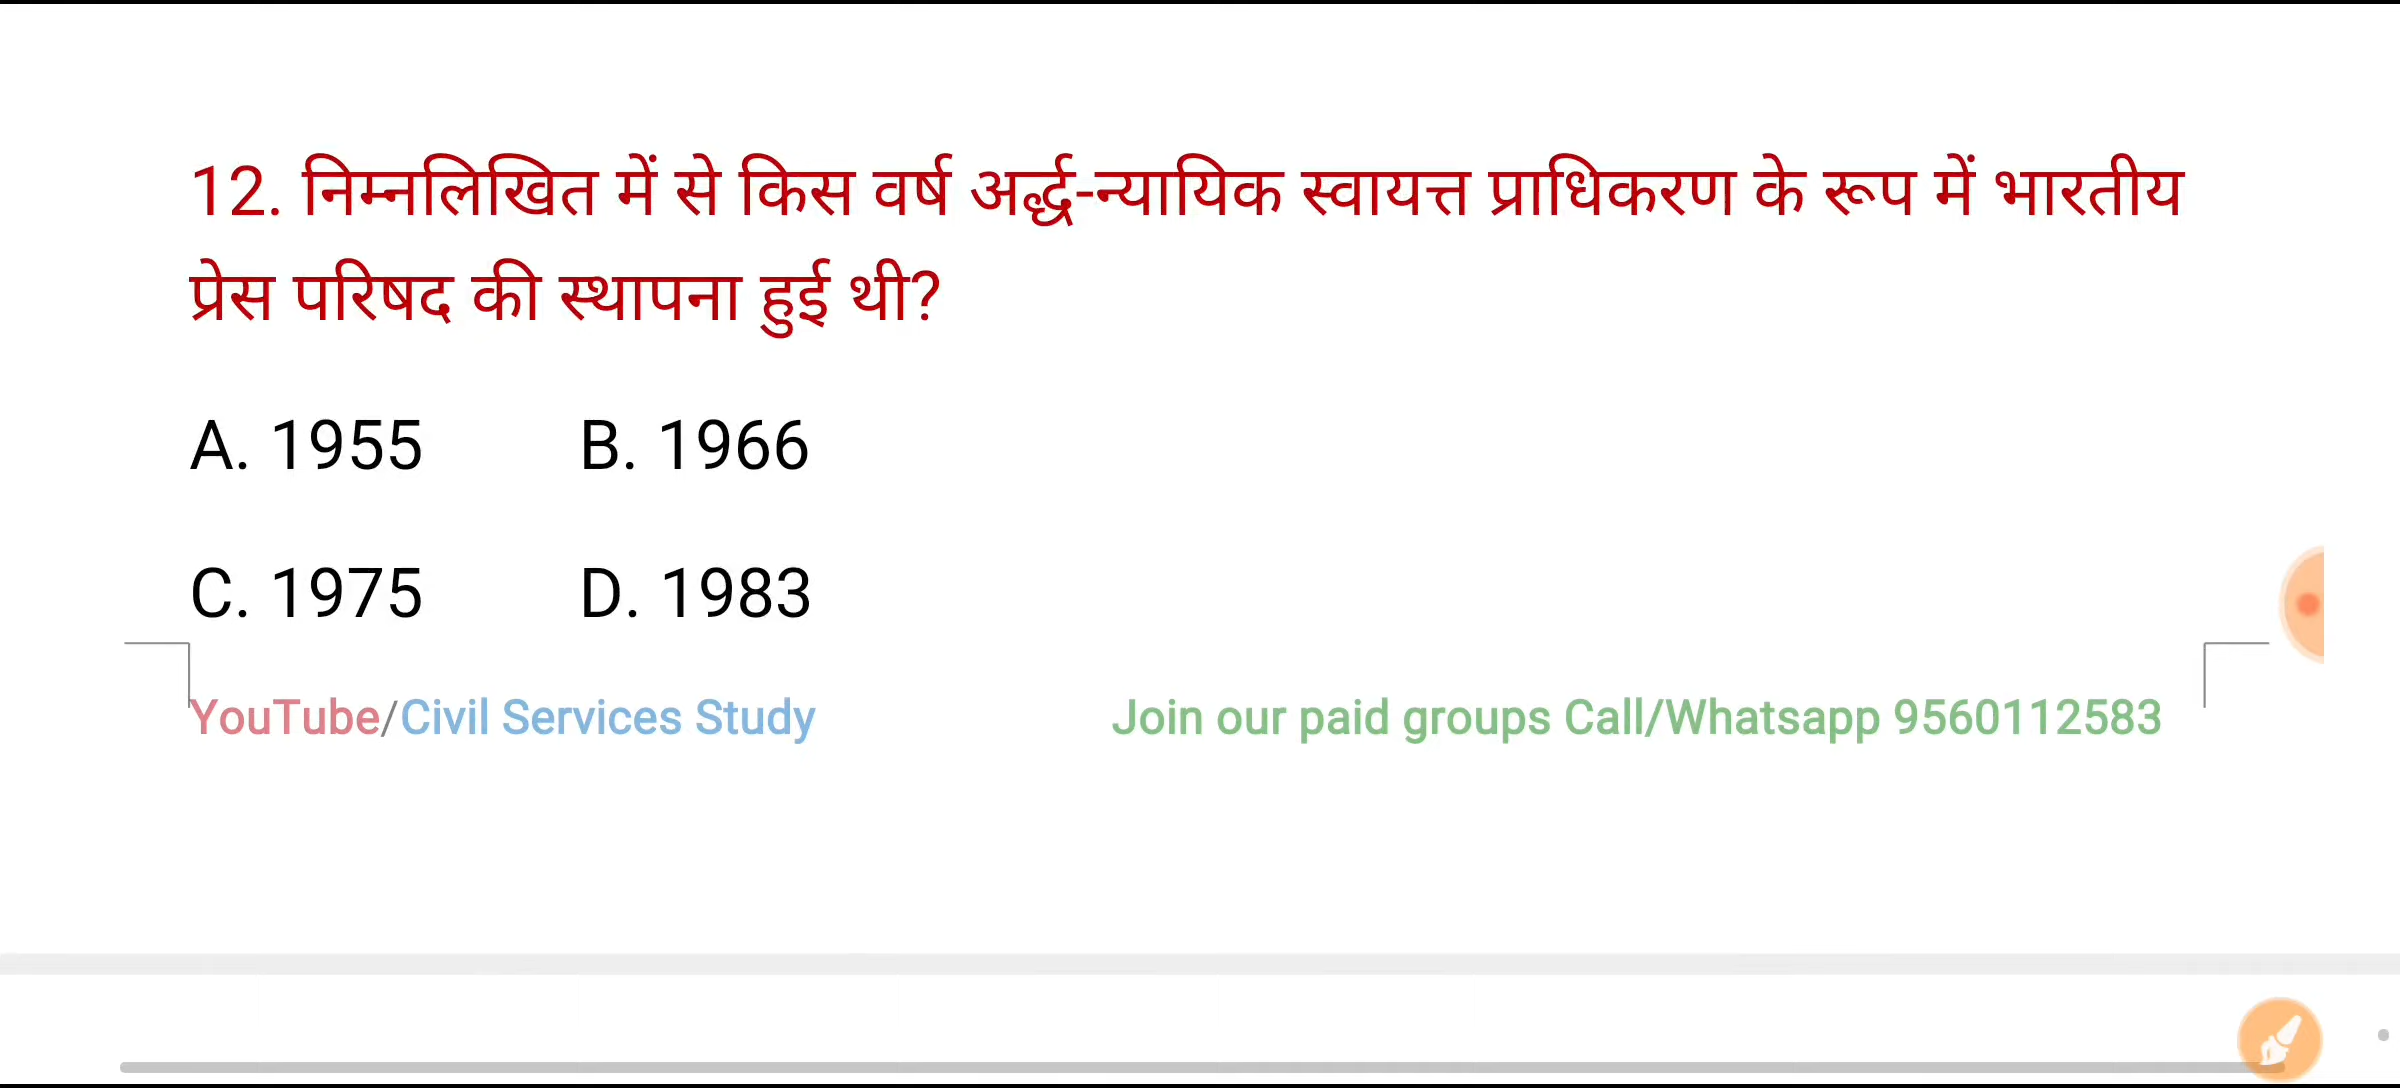 12. निम्नलिखित में से किस वर्ष अर्द्ध-न्यायिक स्वायत्त प्राधिकरण के रूप में भारतीय
प्रेस परिषद की स्थापना हुई थी?
A. 1955 B. 1966
C. 1975 D. 1983
YouTube/Civil Services Study Join our paid groups Call/Whatsapp 9560112583